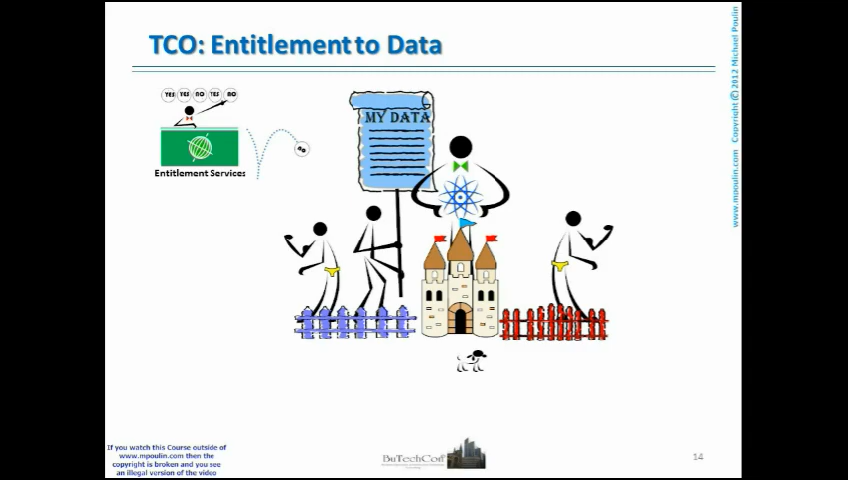 TCO: Entitlement to Data
YES YES NO YES NO
MY DATA
NO
Entitlement Services
www.mpoulin.com Copyright © 2012 Michael Poulin
If you watch this Course outside of
www.mpoulin.com then the
copyright is broken and you see
an illegal version of the video
BuTechCon
14